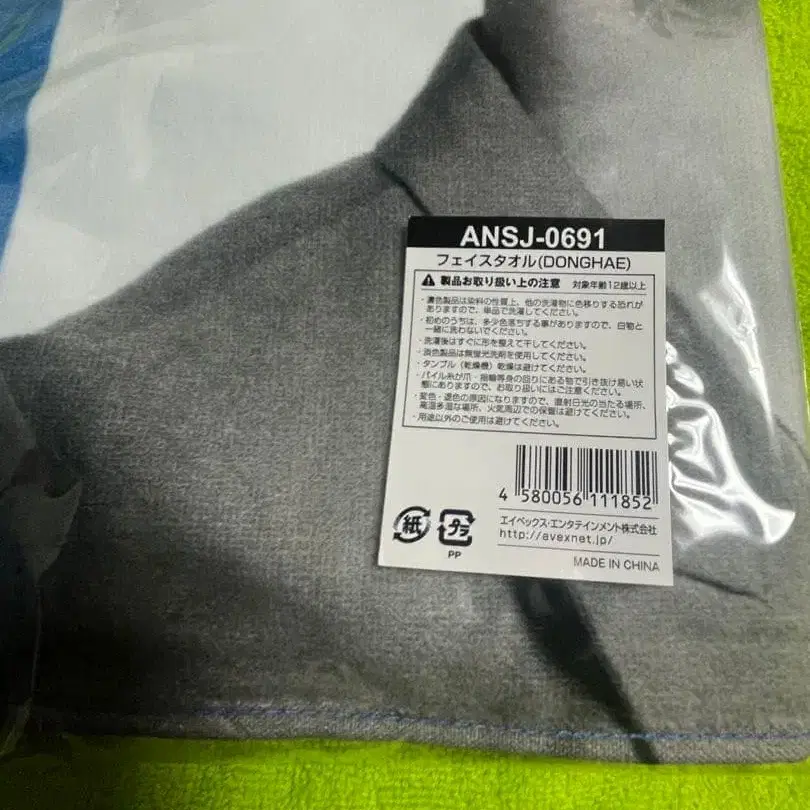 ANSJ-0691
フェイスタオル(DONGHAE)
製品お取り扱い上の注意 対象年齢12歳以上
・濃色製品は染料の性質上、他の洗濯物に色移りする恐れが
ありますので、単品で洗濯してください。
・初めのうちは、多少色落ちする事がありますので、白物と
一緒に洗わないでください。
・洗濯後はすぐに形を整えて干してください。
・淡色製品は無蛍光洗剤を使用してください。
・タンブル(乾燥機)乾燥は避けてください。
・パイル糸が爪・指輪等身の回りにある物で引き抜け易い状
態にありますので、お取り扱いにはご注意ください。
・変色・退色の原因になりますので、直射日光の当たる場所、
高温多湿な場所、火気周辺での保管は避けてください。
・用途以外のご使用は避けてください。
4 580056 111852
紙
プラ
PP
エイベックス・エンタテインメント株式会社
http://avexnet.jp/
MADE IN CHINA